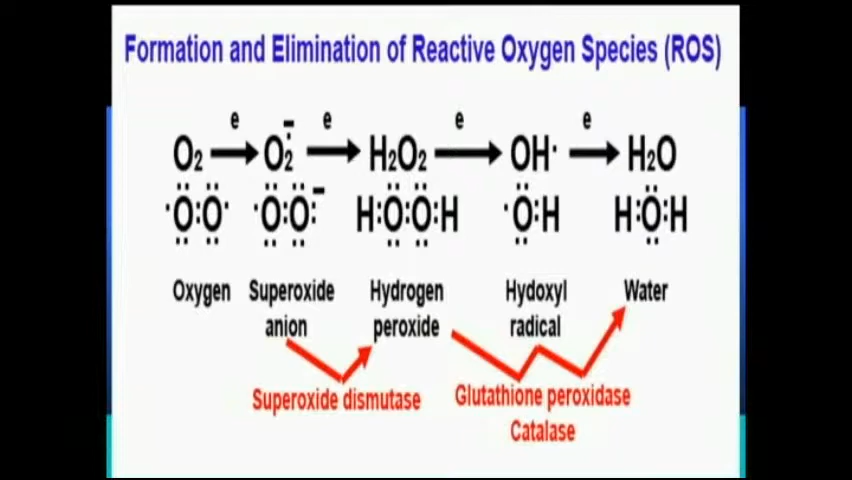 Formation and Elimination of Reactive Oxygen Species (ROS)
e e e e
O₂ O₂⁻̇ H₂O₂ OH· H₂O
·Ö:Ö· ·Ö:Ö:⁻ H:Ö:Ö:H ·Ö:H H:Ö:H
Oxygen Superoxide Hydrogen Hydoxyl Water
anion peroxide radical
Superoxide dismutase Glutathione peroxidase
Catalase